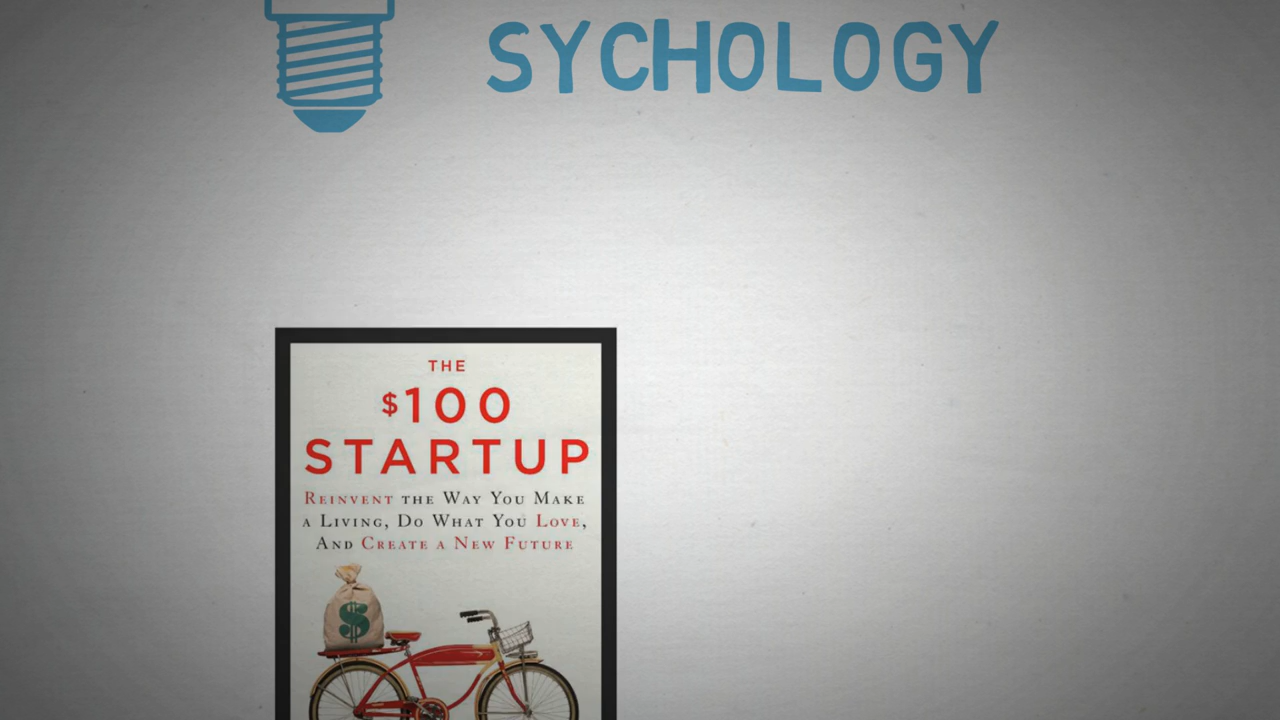 SYCHOLOGY
THE
$100
STARTUP
REINVENT THE WAY YOU MAKE
A LIVING, DO WHAT YOU LOVE,
AND CREATE A NEW FUTURE
$